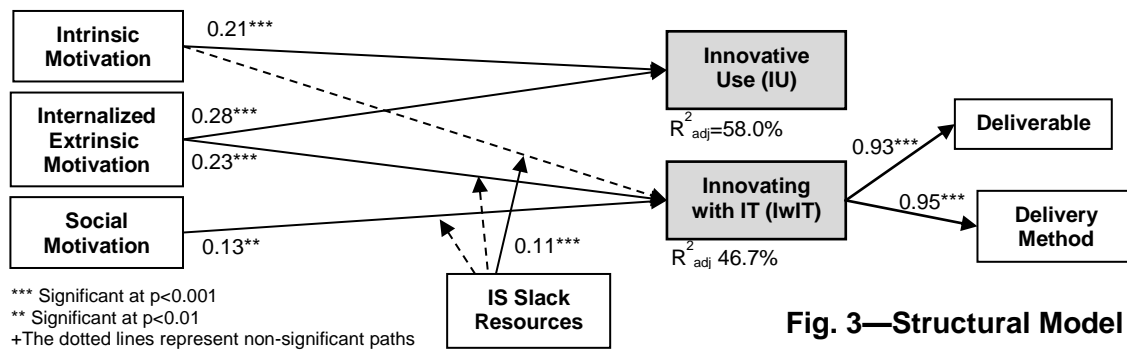 Intrinsic
Motivation
0.21***
Innovative
Use (IU)
R²adj=58.0%
Internalized
Extrinsic
Motivation
0.28***
0.23***
Deliverable
0.93***
Innovating
with IT (IwIT)
0.95***
Delivery
Method
R²adj 46.7%
Social
Motivation
0.13**
0.11***
IS Slack
Resources
*** Significant at p<0.001
** Significant at p<0.01
+The dotted lines represent non-significant paths
Fig. 3—Structural Model